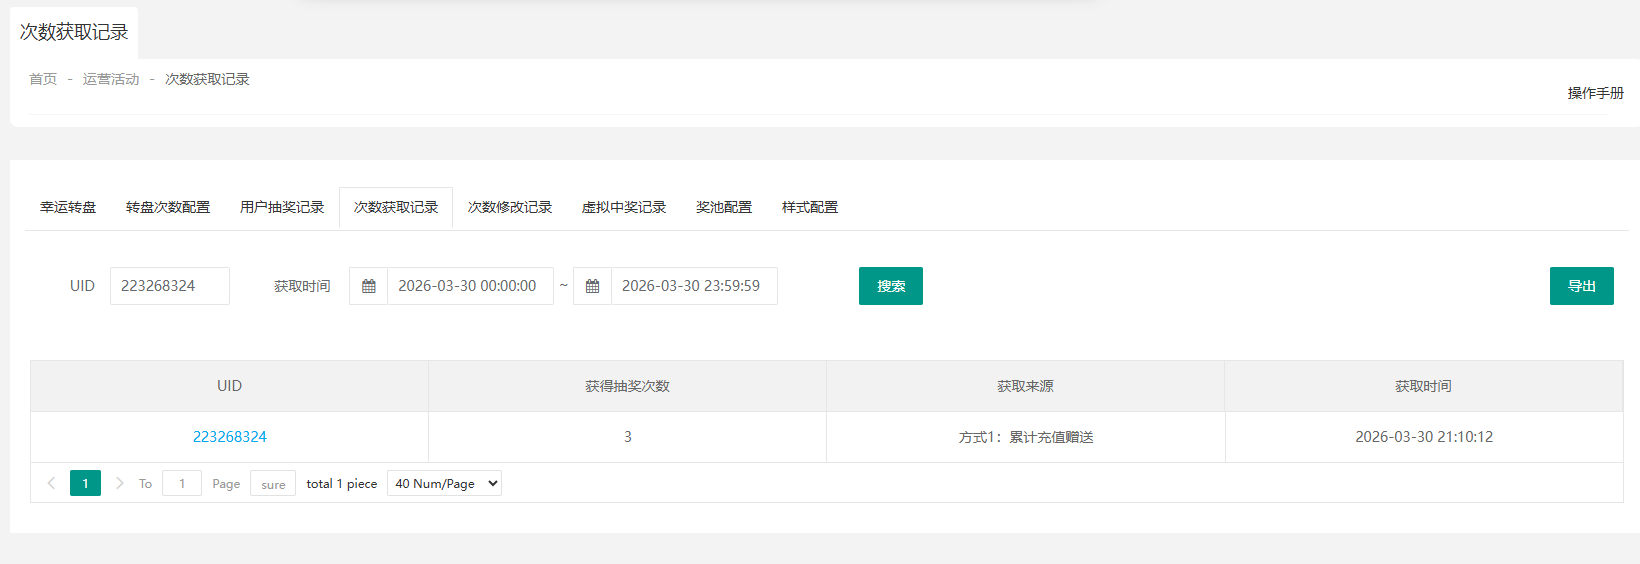 次数获取记录
首页 - 运营活动 - 次数获取记录
操作手册
幸运转盘 转盘次数配置 用户抽奖记录 次数获取记录 次数修改记录 虚拟中奖记录 奖池配置 样式配置
UID 223268324 获取时间 2026-03-30 00:00:00 ~ 2026-03-30 23:59:59 搜索 导出
UID 获得抽奖次数 获取来源 获取时间
223268324 3 方式1：累计充值赠送 2026-03-30 21:10:12
1 To 1 Page sure total 1 piece 40 Num/Page